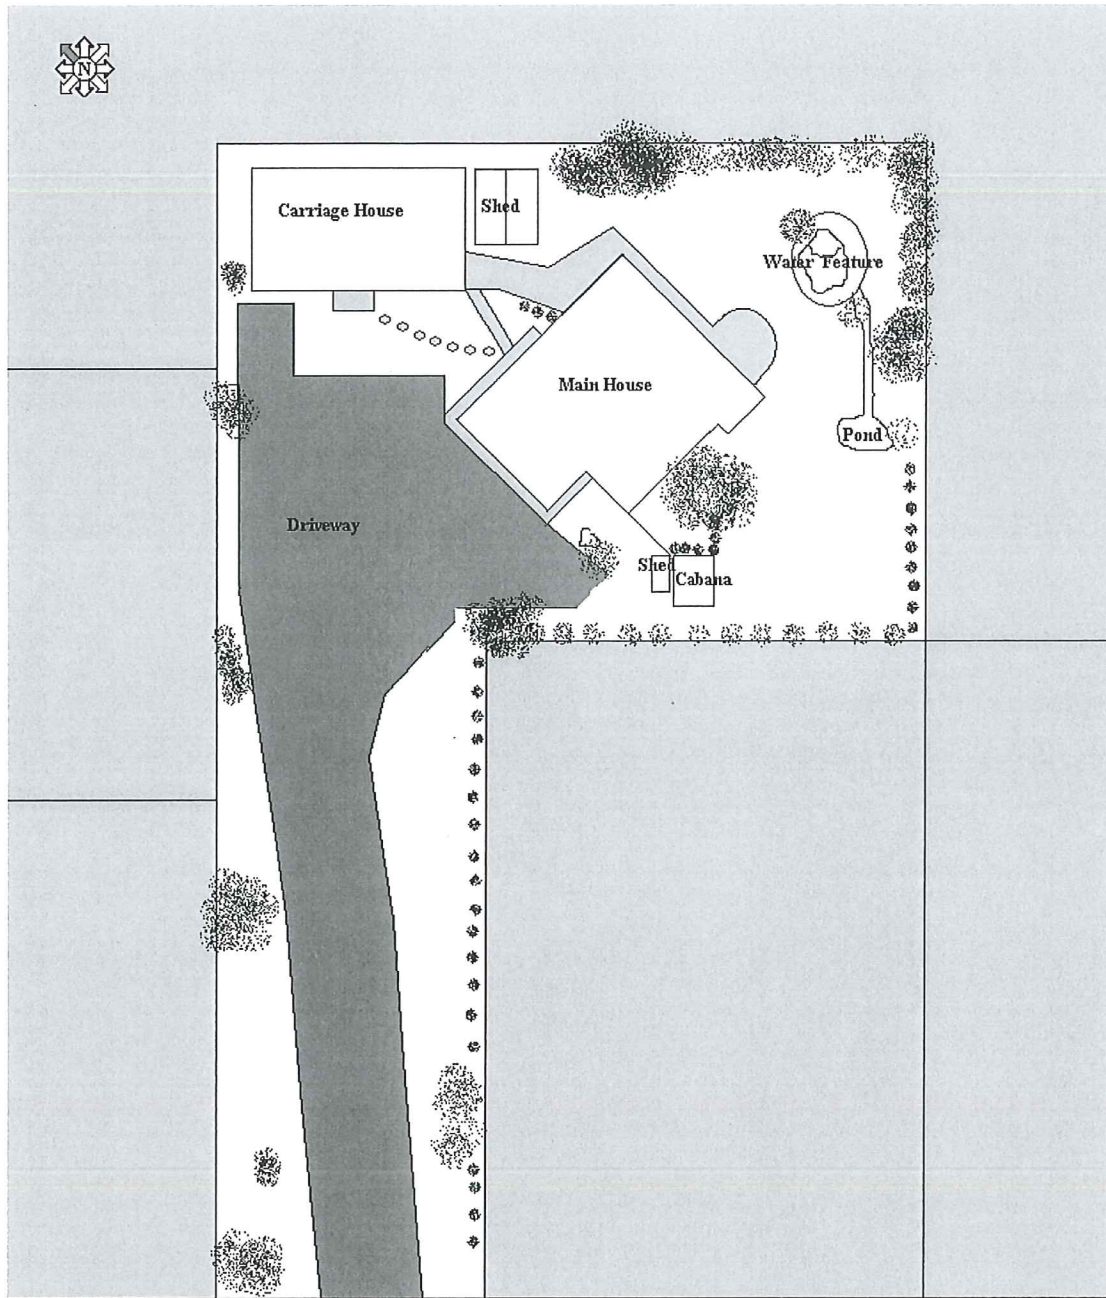 N
Carriage House
Shed
Water Feature
Main House
Pond
Driveway
Shed
Cabana